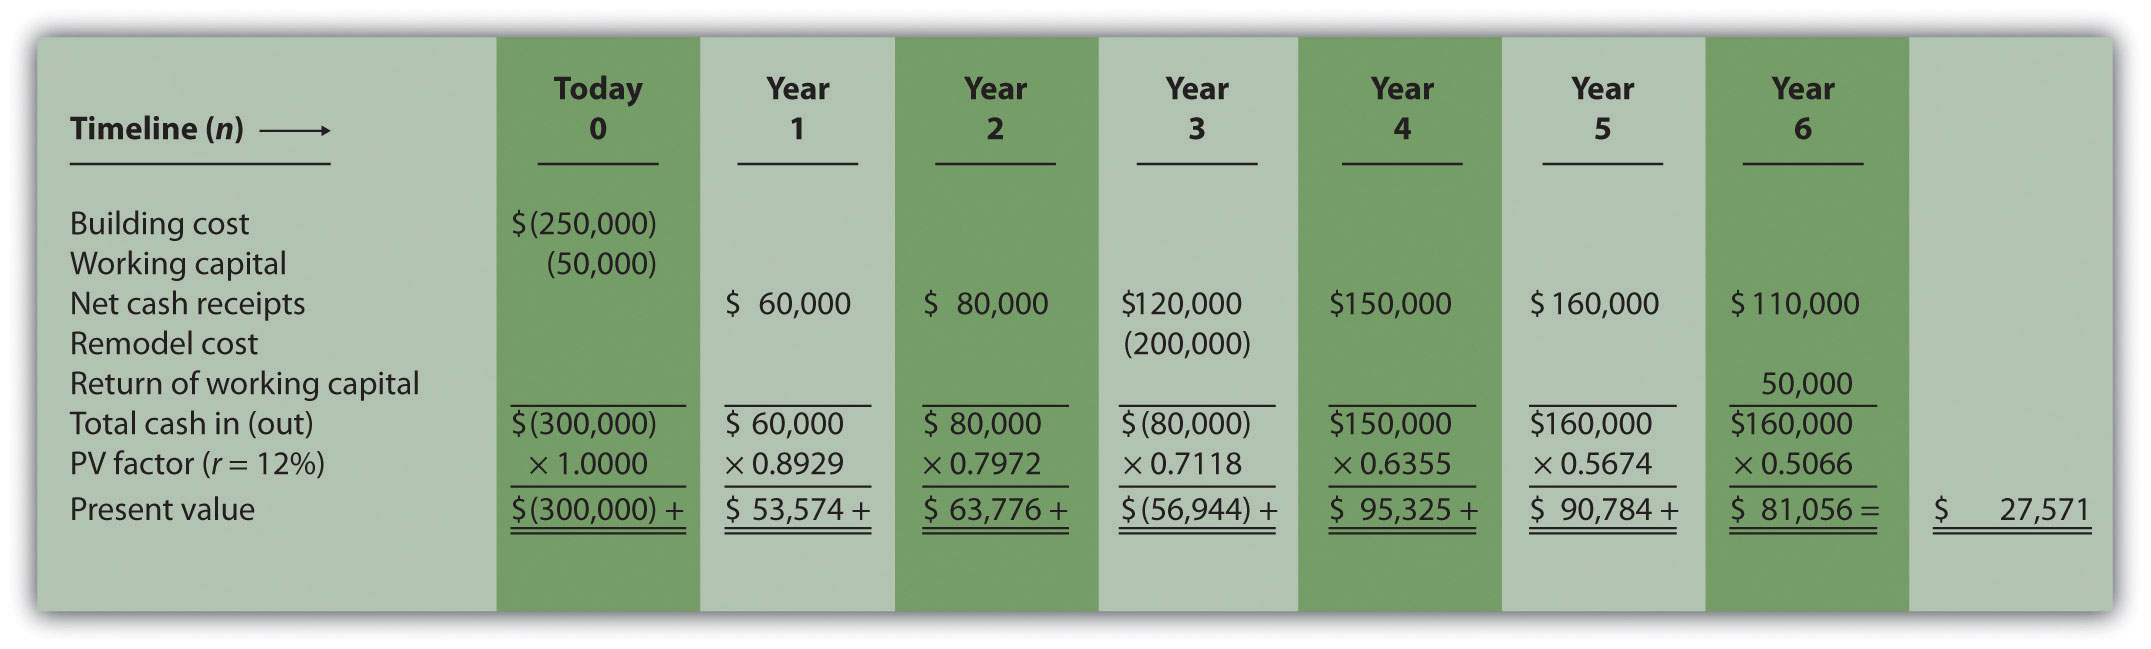 Today Year Year Year Year Year Year
Timeline (n) → 0 1 2 3 4 5 6
Building cost $(250,000)
Working capital (50,000)
Net cash receipts $ 60,000 $ 80,000 $120,000 $150,000 $160,000 $110,000
Remodel cost (200,000)
Return of working capital 50,000
Total cash in (out) $(300,000) $ 60,000 $ 80,000 $(80,000) $150,000 $160,000 $160,000
PV factor (r = 12%) × 1.0000 × 0.8929 × 0.7972 × 0.7118 × 0.6355 × 0.5674 × 0.5066
Present value $(300,000) + $ 53,574 + $ 63,776 + $(56,944) + $ 95,325 + $ 90,784 + $ 81,056 = $ 27,571